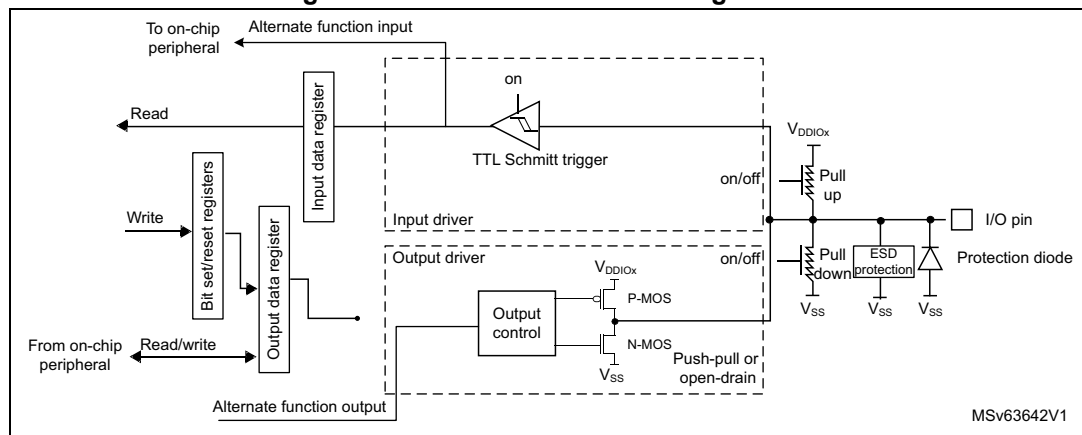 To on-chip
peripheral
Alternate function input
on
Read
Input data register
TTL Schmitt trigger
Input driver
VDDIOx
on/off
Pull
up
I/O pin
Write
Bit set/reset registers
Output data register
Output driver
on/off
Pull
down
ESD
protection
Protection diode
VDDIOx
P-MOS
Output
control
N-MOS
VSS
VSS
VSS
VSS
Push-pull or
open-drain
From on-chip
peripheral
Read/write
Alternate function output
MSv63642V1